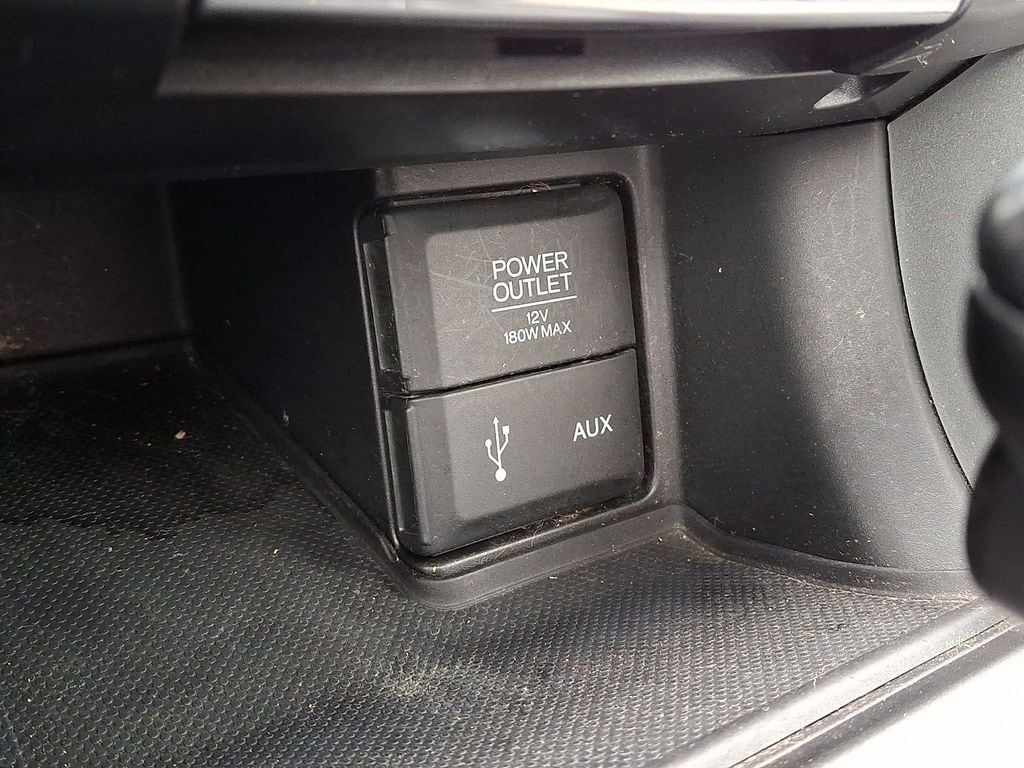 POWER
OUTLET
12V
180W MAX
AUX